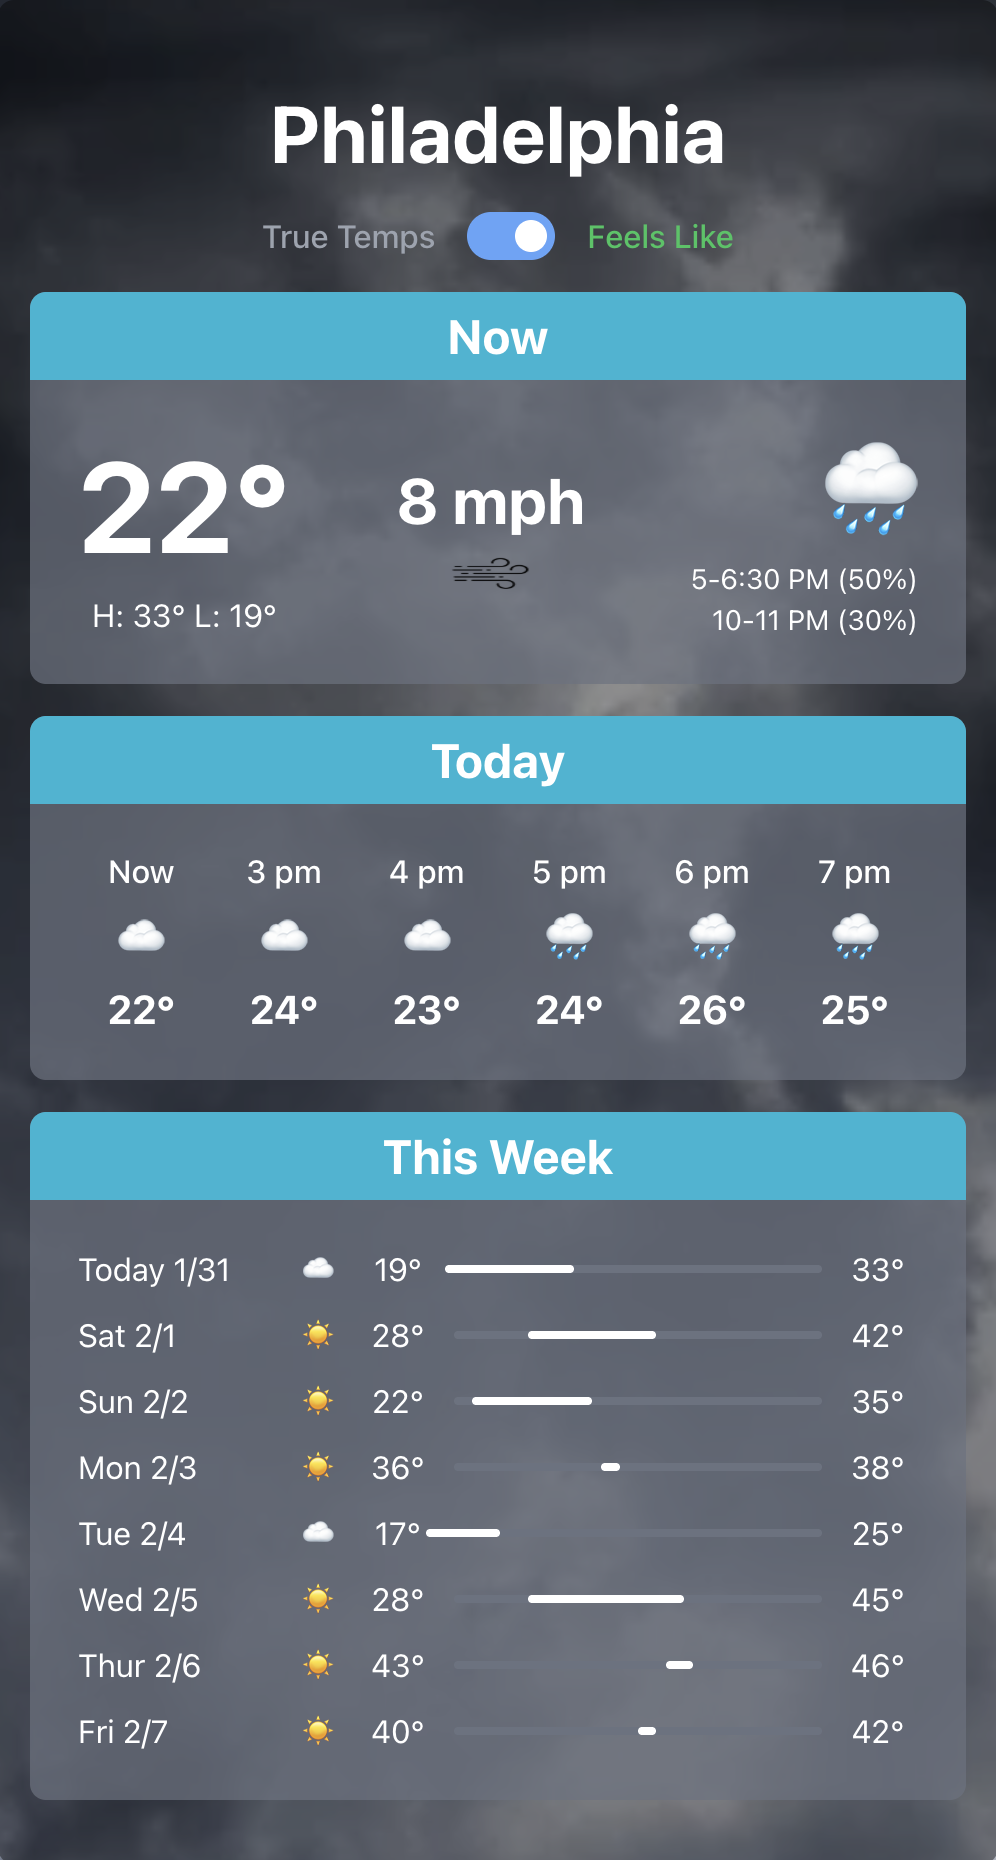 Philadelphia
True Temps Feels Like
Now
22° 8 mph
H: 33° L: 19°
5-6:30 PM (50%)
10-11 PM (30%)
Today
Now 3 pm 4 pm 5 pm 6 pm 7 pm
22° 24° 23° 24° 26° 25°
This Week
Today 1/31 19° 33°
Sat 2/1 28° 42°
Sun 2/2 22° 35°
Mon 2/3 36° 38°
Tue 2/4 17° 25°
Wed 2/5 28° 45°
Thur 2/6 43° 46°
Fri 2/7 40° 42°